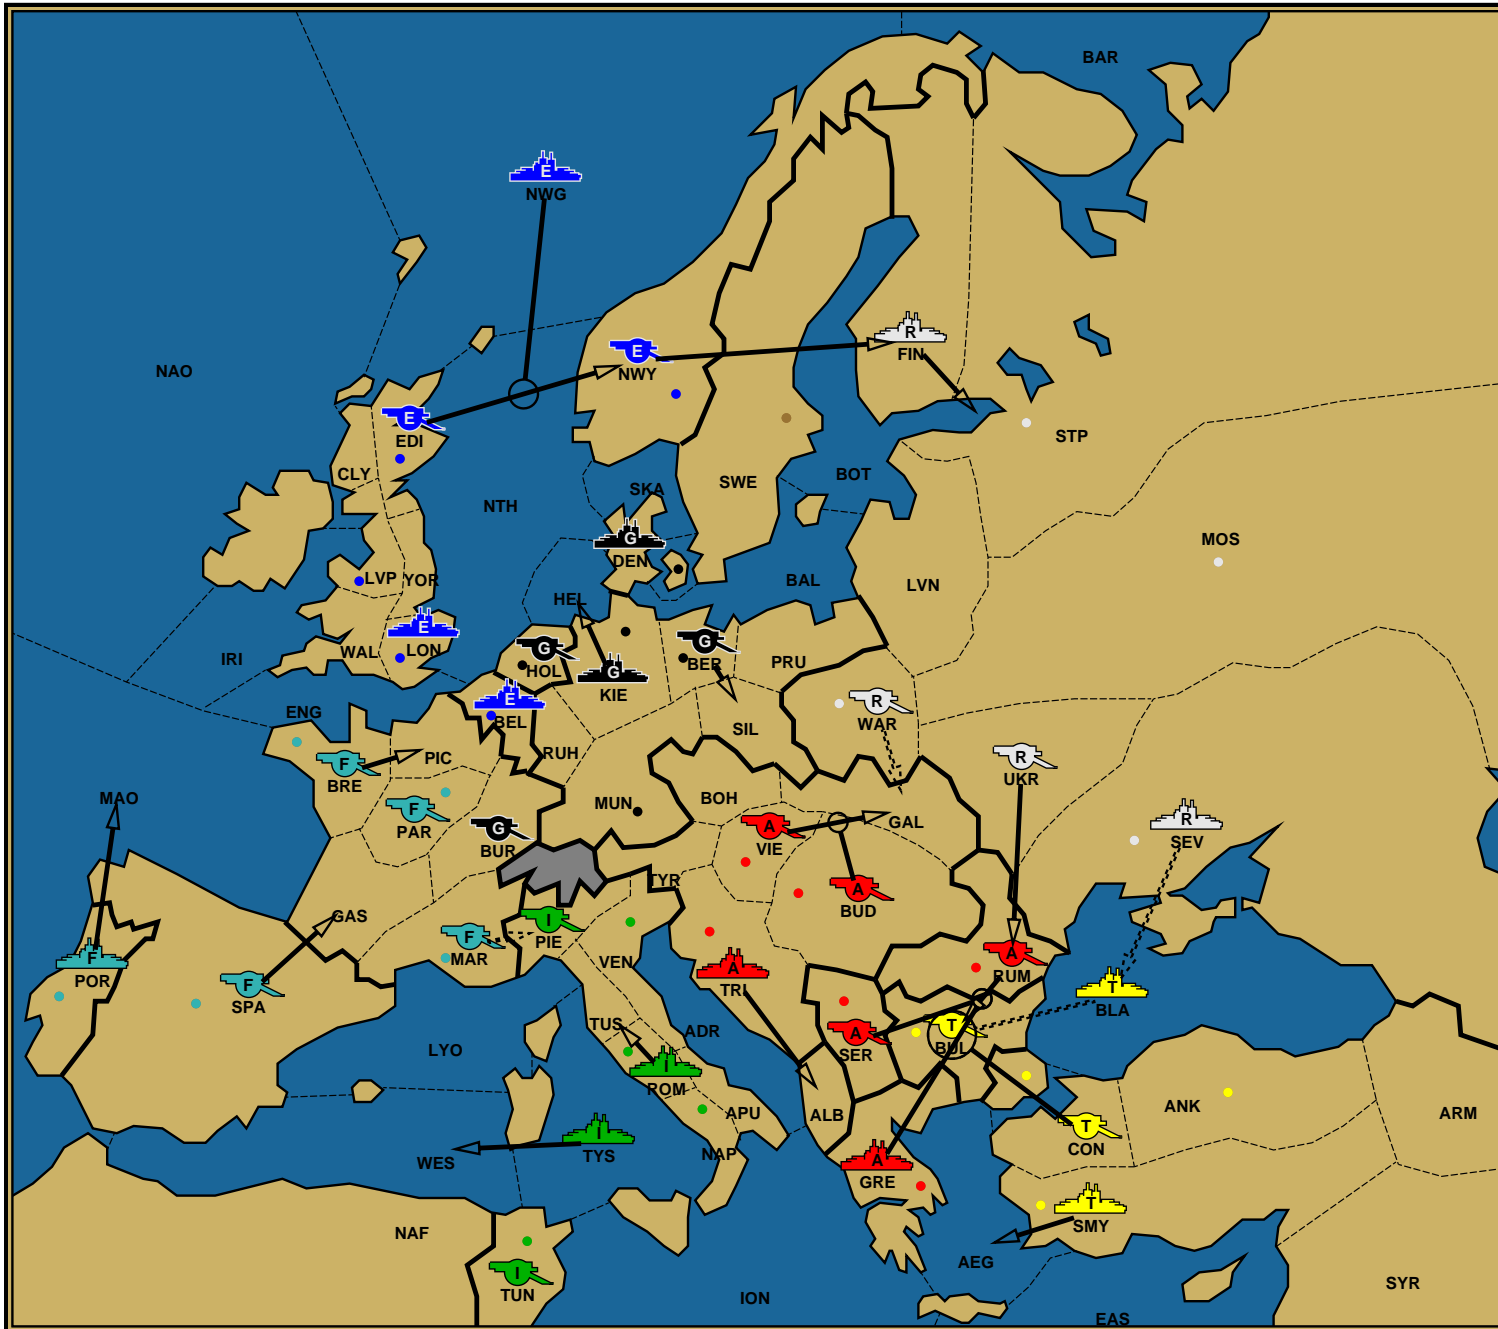 BAR
E
NWG
R
FIN
NAO
E
NWY
E
EDI
STP
CLY
SWE
BOT
SKA
NTH
MOS
G
DEN
LVP
YOR
BAL
LVN
HEL
E
LON
G
HOL
G
BER
IRI
WAL
PRU
G
KIE
E
BEL
R
WAR
ENG
SIL
RUH
PIC
R
UKR
F
BRE
MAO
MUN
BOH
F
PAR
G
BUR
A
VIE
GAL
R
SEV
TYR
A
BUD
GAS
I
PIE
F
MAR
VEN
F
POR
A
TRI
A
RUM
F
SPA
T
BLA
TUS
ADR
A
SER
T
BUL
LYO
I
ROM
APU
ALB
ANK
ARM
I
TYS
T
CON
WES
NAP
A
GRE
T
SMY
NAF
AEG
I
TUN
SYR
ION
EAS